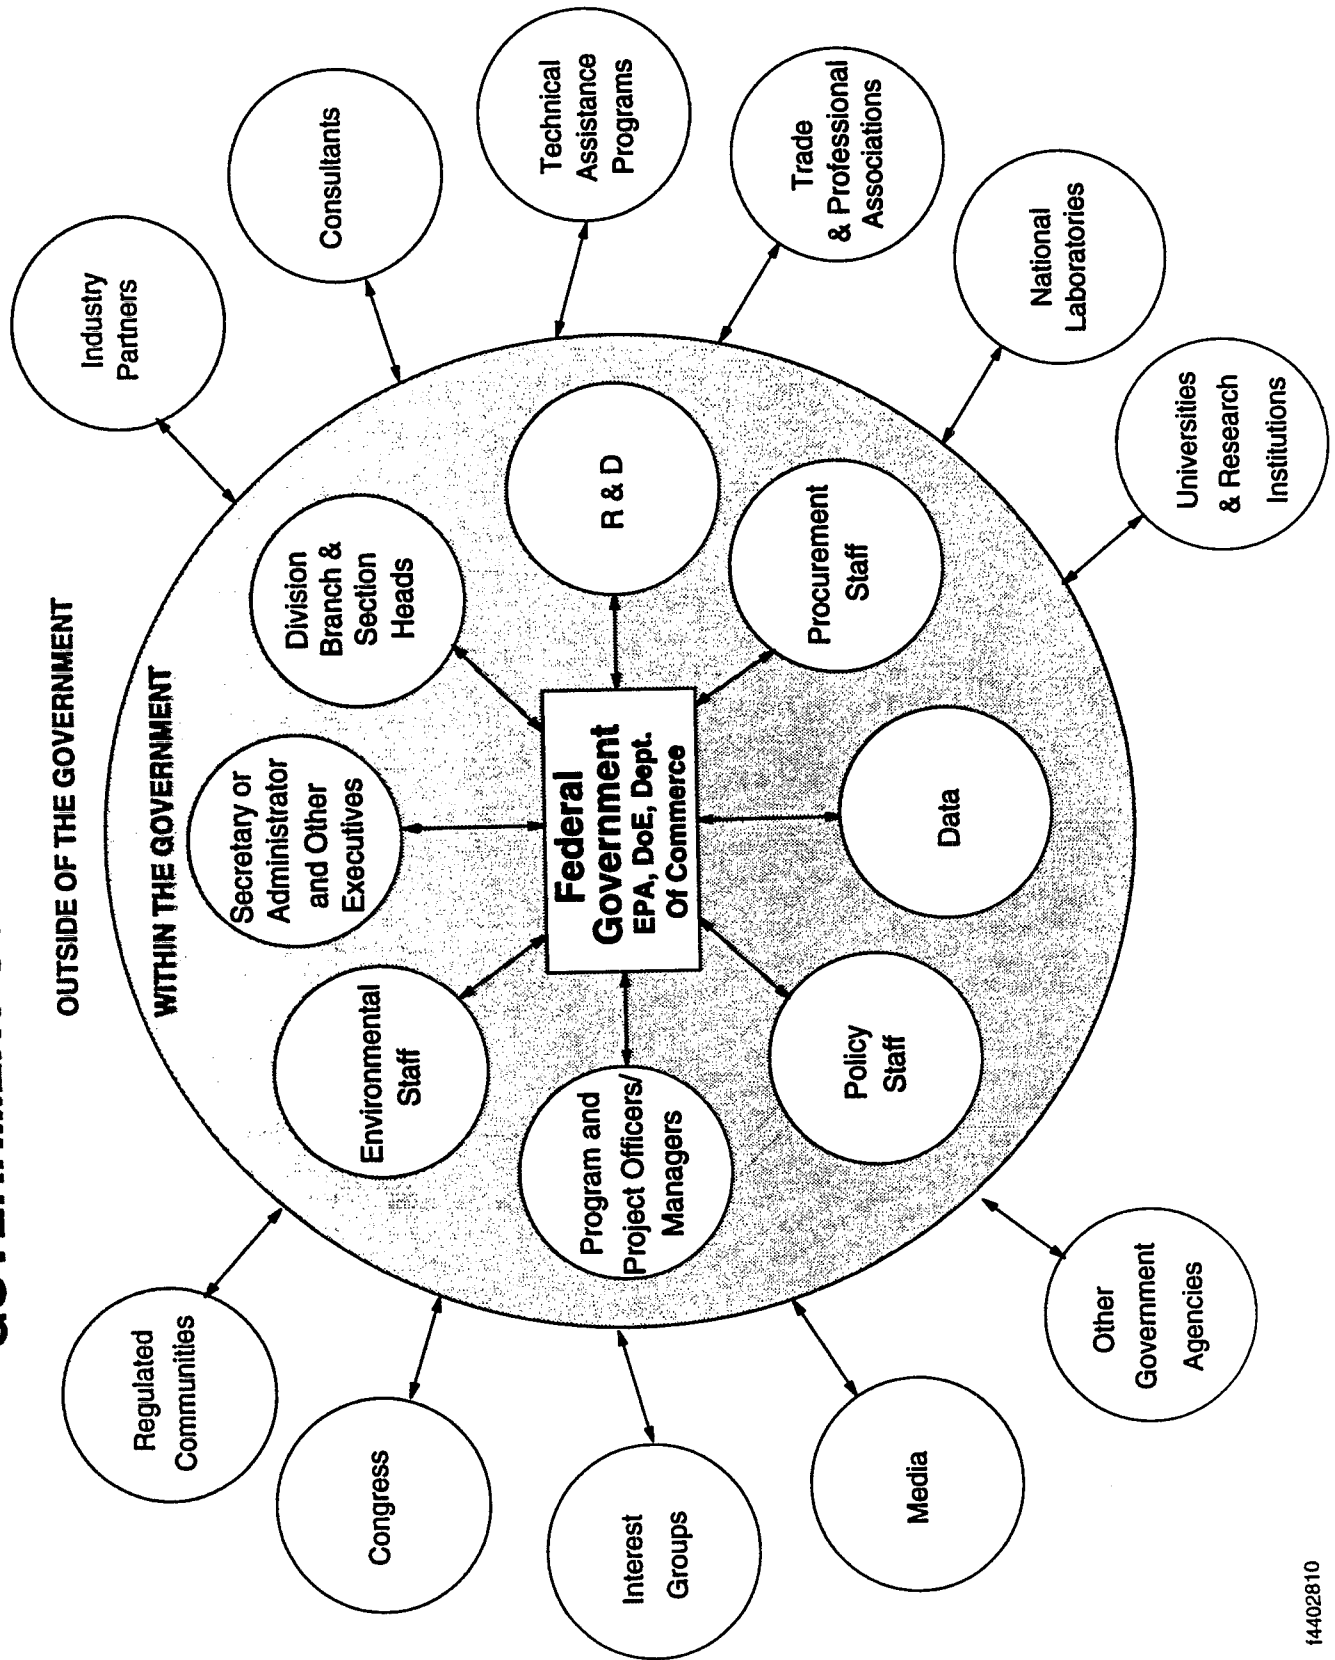 OUTSIDE OF THE GOVERNMENT
WITHIN THE GOVERNMENT
Regulated
Communities
Congress
Interest
Groups
Media
Other
Government
Agencies
Industry
Partners
Consultants
Technical
Assistance
Programs
Trade
& Professional
Associations
National
Laboratories
Universities
& Research
Institutions
Secretary or
Administrator
and Other
Executives
Division
Branch &
Section
Heads
R & D
Procurement
Staff
Data
Policy
Staff
Program and
Project Officers/
Managers
Environmental
Staff
Federal
Government
EPA, DoE, Dept.
Of Commerce
14402810